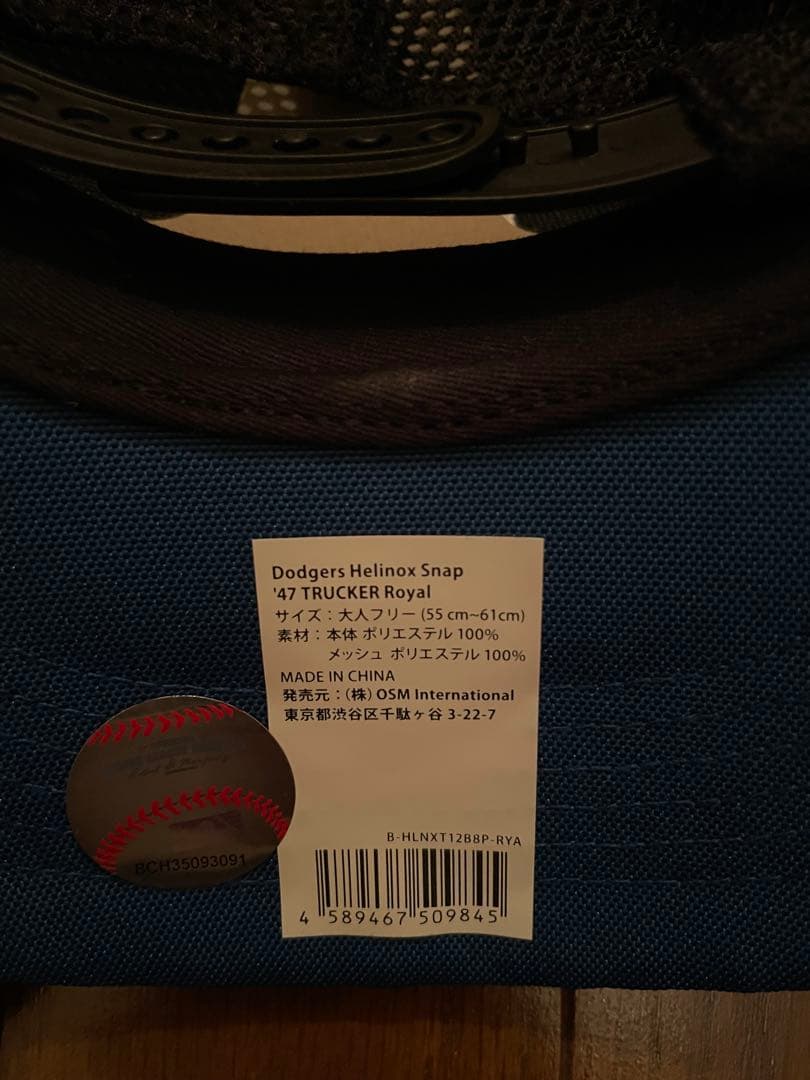 Dodgers Helinox Snap
'47 TRUCKER Royal
サイズ：大人フリー (55 cm~61cm)
素材：本体 ポリエステル 100%
メッシュ ポリエステル 100%
MADE IN CHINA
発売元：(株) OSM International
東京都渋谷区千駄ヶ谷 3-22-7
BCH35093091
B-HLNXT12B8P-RYA
4 589467 509845